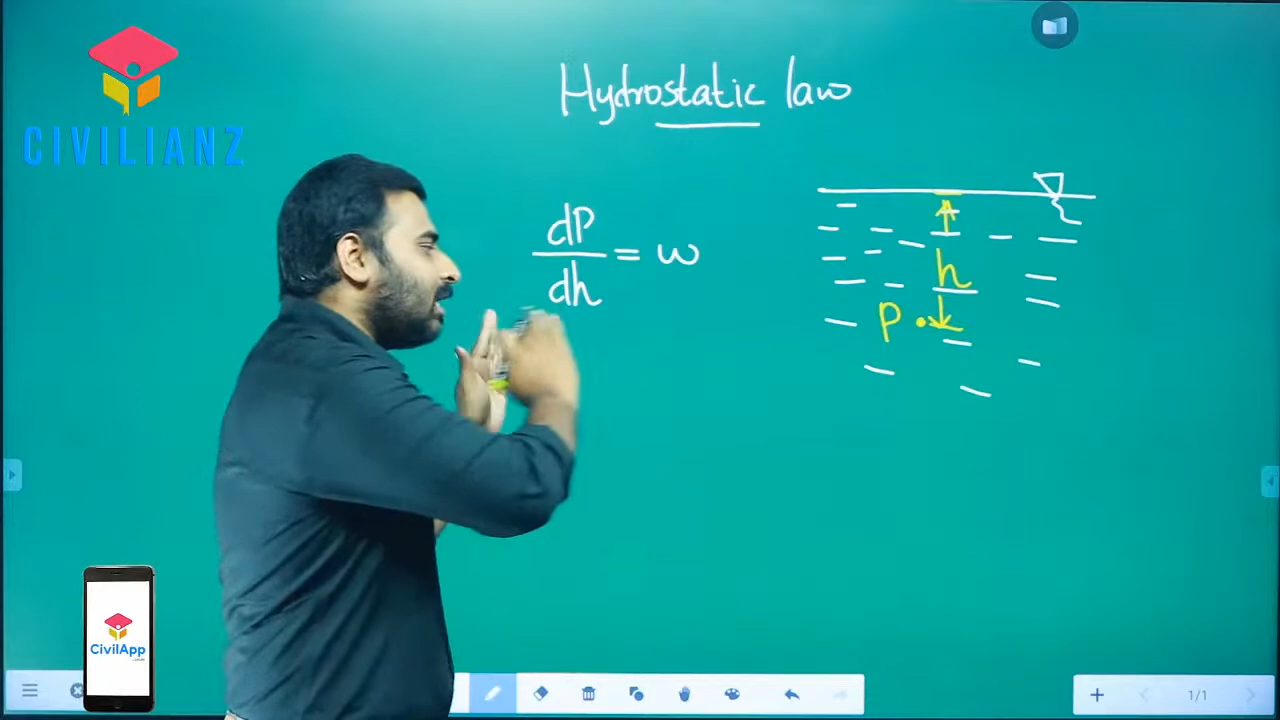 CIVILIANZ
Hydrostatic law
dP
dh
= w
h
P
CivilApp
1/1